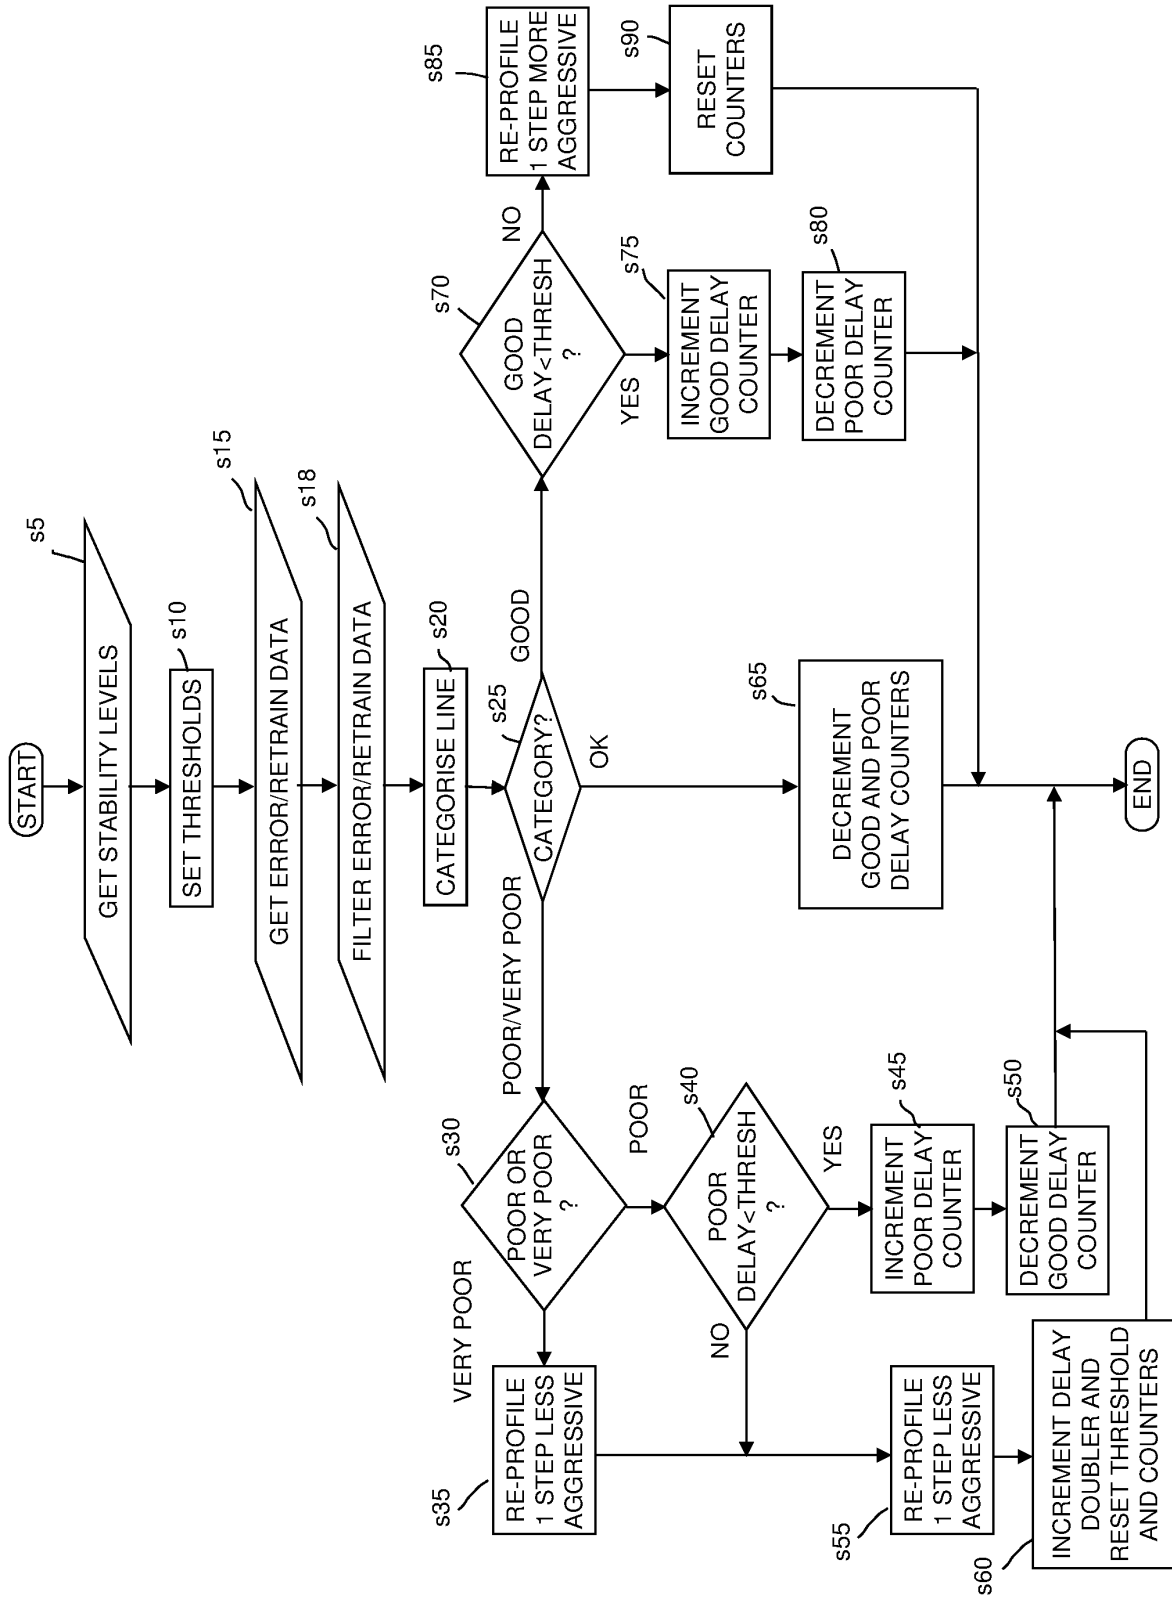 START
s5
GET STABILITY LEVELS
s10
SET THRESHOLDS
s15
GET ERROR/RETRAIN DATA
s18
FILTER ERROR/RETRAIN DATA
s20
CATEGORISE LINE
s25
CATEGORY?
POOR/VERY POOR
GOOD
OK
s30
POOR OR
VERY POOR
?
VERY POOR
POOR
s35
RE-PROFILE
1 STEP LESS
AGGRESSIVE
s40
POOR
DELAY<THRESH
?
NO
YES
s45
INCREMENT
POOR DELAY
COUNTER
s50
DECREMENT
GOOD DELAY
COUNTER
s55
RE-PROFILE
1 STEP LESS
AGGRESSIVE
s60
INCREMENT DELAY
DOUBLER AND
RESET THRESHOLD
AND COUNTERS
s65
DECREMENT
GOOD AND POOR
DELAY COUNTERS
s70
GOOD
DELAY<THRESH
?
NO
YES
s75
INCREMENT
GOOD DELAY
COUNTER
s80
DECREMENT
POOR DELAY
COUNTER
s85
RE-PROFILE
1 STEP MORE
AGGRESSIVE
s90
RESET
COUNTERS
END